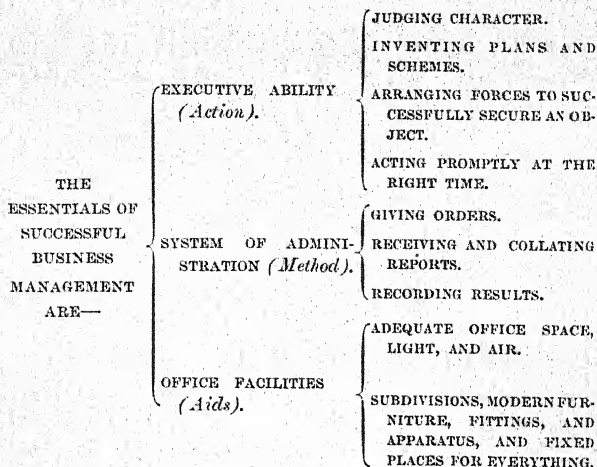 THE
ESSENTIALS OF
SUCCESSFUL
BUSINESS
MANAGEMENT
ARE—
EXECUTIVE ABILITY
(Action).
JUDGING CHARACTER.
INVENTING PLANS AND
SCHEMES.
ARRANGING FORCES TO SUC-
CESSFULLY SECURE AN OB-
JECT.
ACTING PROMPTLY AT THE
RIGHT TIME.
SYSTEM OF ADMINI-
STRATION (Method).
GIVING ORDERS.
RECEIVING AND COLLATING
REPORTS.
RECORDING RESULTS.
OFFICE FACILITIES
(Aids).
ADEQUATE OFFICE SPACE,
LIGHT, AND AIR.
SUBDIVISIONS, MODERN FUR-
NITURE, FITTINGS, AND
APPARATUS, AND FIXED
PLACES FOR EVERYTHING.